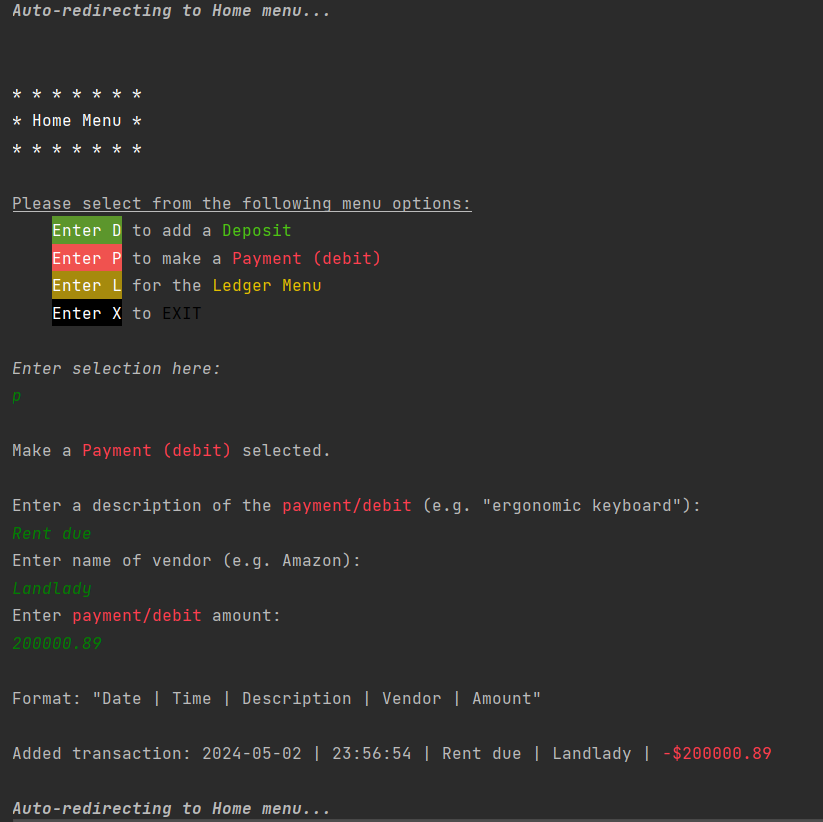 Auto-redirecting to Home menu...
* * * * * * *
* Home Menu *
* * * * * * *
Please select from the following menu options:
Enter D to add a Deposit
Enter P to make a Payment (debit)
Enter L for the Ledger Menu
Enter X to EXIT
Enter selection here:
p
Make a Payment (debit) selected.
Enter a description of the payment/debit (e.g. "ergonomic keyboard"):
Rent due
Enter name of vendor (e.g. Amazon):
Landlady
Enter payment/debit amount:
200000.89
Format: "Date | Time | Description | Vendor | Amount"
Added transaction: 2024-05-02 | 23:56:54 | Rent due | Landlady | -$200000.89
Auto-redirecting to Home menu...